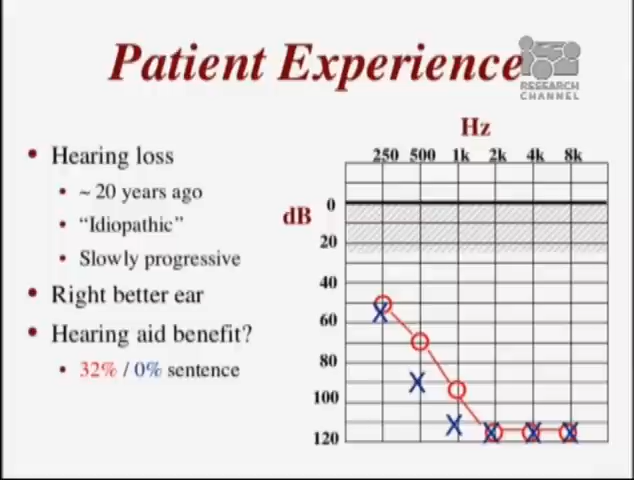 Patient Experience
RESEARCH
CHANNEL
Hz
250 500 1k 2k 4k 8k
• Hearing loss
• ~ 20 years ago
• “Idiopathic”
• Slowly progressive
• Right better ear
• Hearing aid benefit?
• 32% / 0% sentence
dB
0
20
40
60
80
100
120